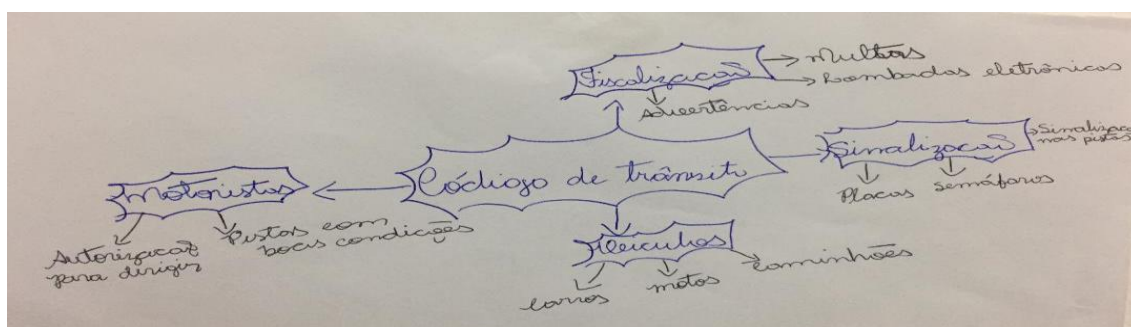 Fiscalização
Multas
Lombadas eletrônicas
Advertências
Código de trânsito
Sinalização
Sinalização
nas pistas
Placas
Semáforos
Motoristas
Autorização
para dirigir
Pistas com
boas condições
Veículos
Carros
motos
Caminhões